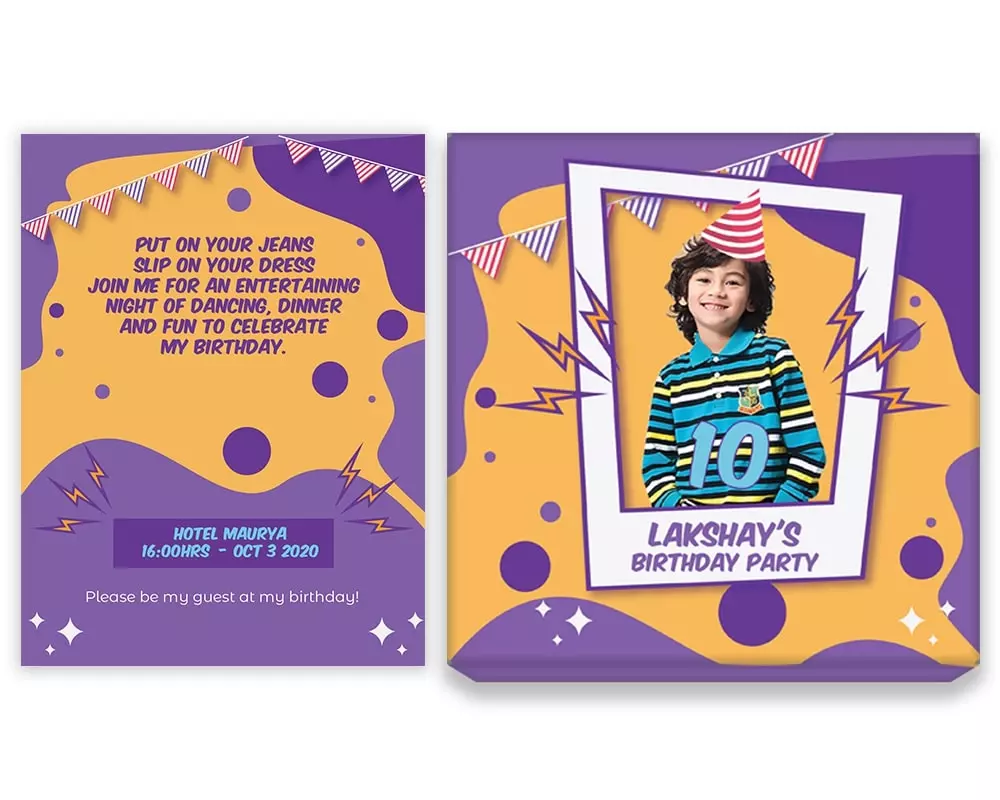 PUT ON YOUR JEANS
SLIP ON YOUR DRESS
JOIN ME FOR AN ENTERTAINING
NIGHT OF DANCING, DINNER
AND FUN TO CELEBRATE
MY BIRTHDAY.
HOTEL MAURYA
16:00HRS - OCT 3 2020
Please be my guest at my birthday!
10
LAKSHAY'S
BIRTHDAY PARTY